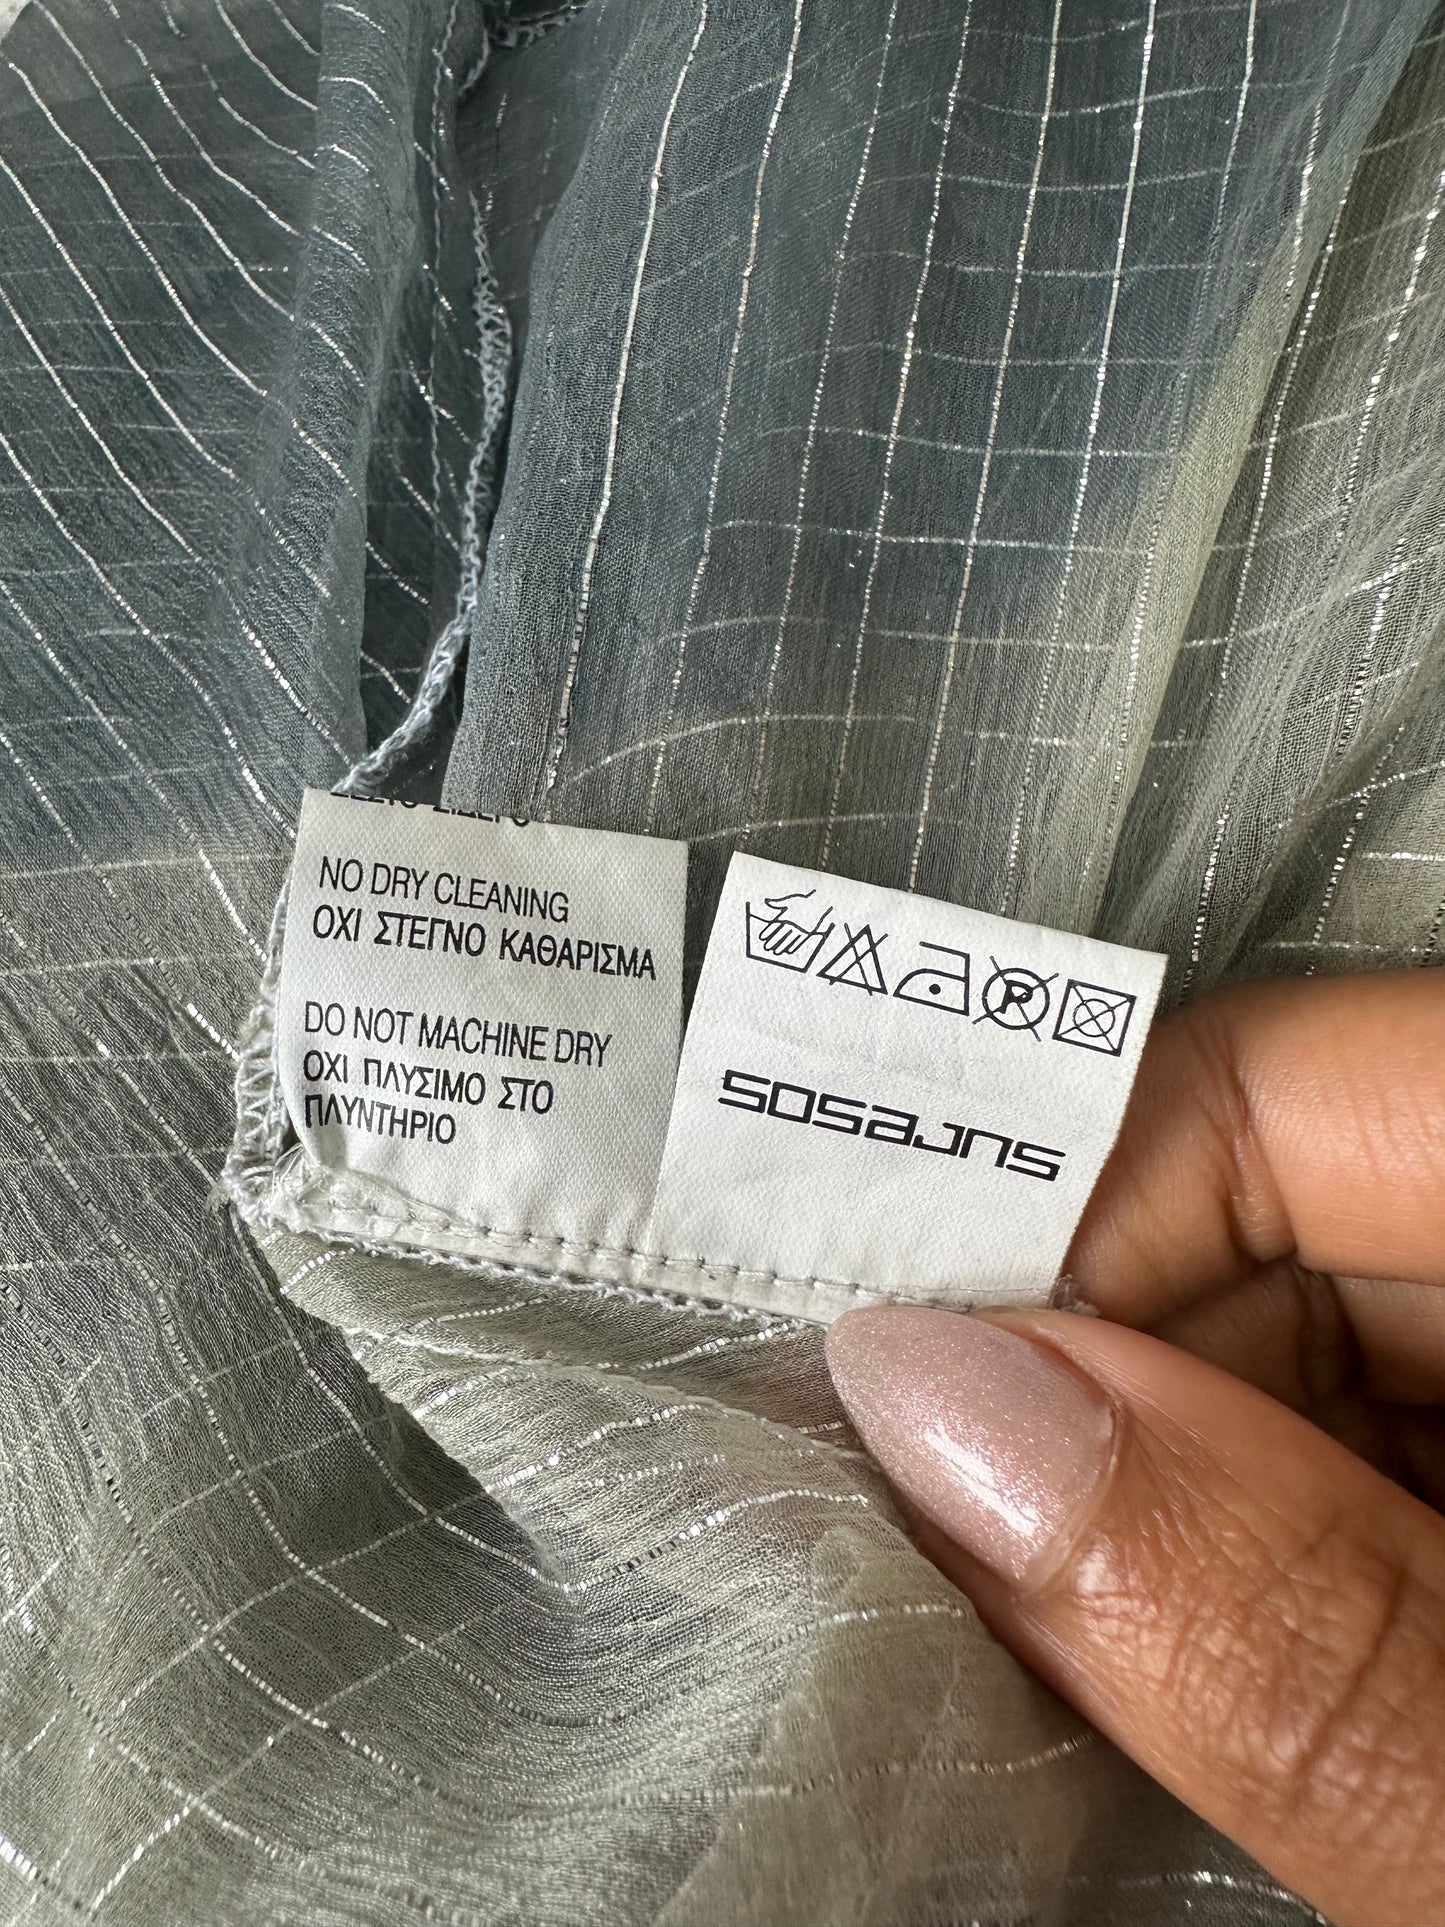 NO DRY CLEANING
ΟΧΙ ΣΤΕΓΝΟ ΚΑΘΑΡΙΣΜΑ
DO NOT MACHINE DRY
ΟΧΙ ΠΛΥΣΙΜΟ ΣΤΟ
ΠΛΥΝΤΗΡΙΟ
P